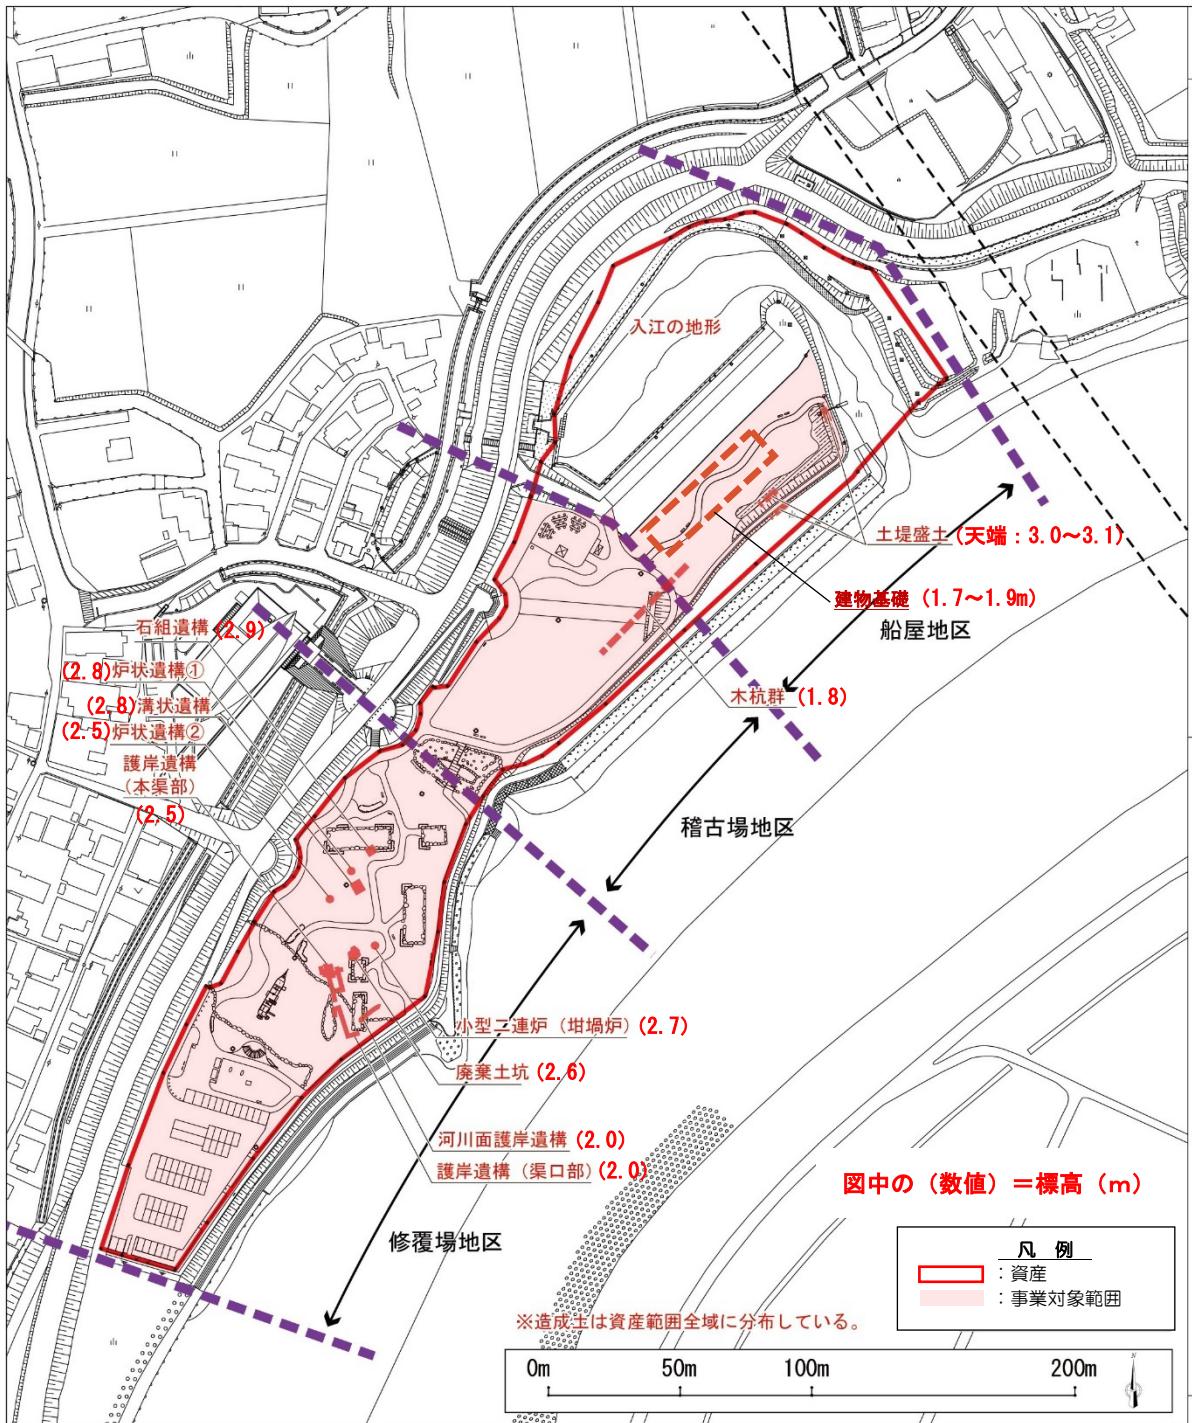 入江の地形
土堤盛土(天端：3.0～3.1)
建物基礎 (1.7～1.9m)
船屋地区
石組遺構 (2.9)
(2.8)炉状遺構①
(2.8)溝状遺構
(2.5)炉状遺構②
護岸遺構
(本渠部)
(2.5)
木杭群 (1.8)
稽古場地区
小型二連炉（坩堝炉）(2.7)
廃棄土坑 (2.6)
河川面護岸遺構 (2.0)
護岸遺構（渠口部）(2.0)
図中の（数値）＝標高（m）
修覆場地区
凡 例
：資産
：事業対象範囲
※造成土は資産範囲全域に分布している。
0m 50m 100m 200m
N